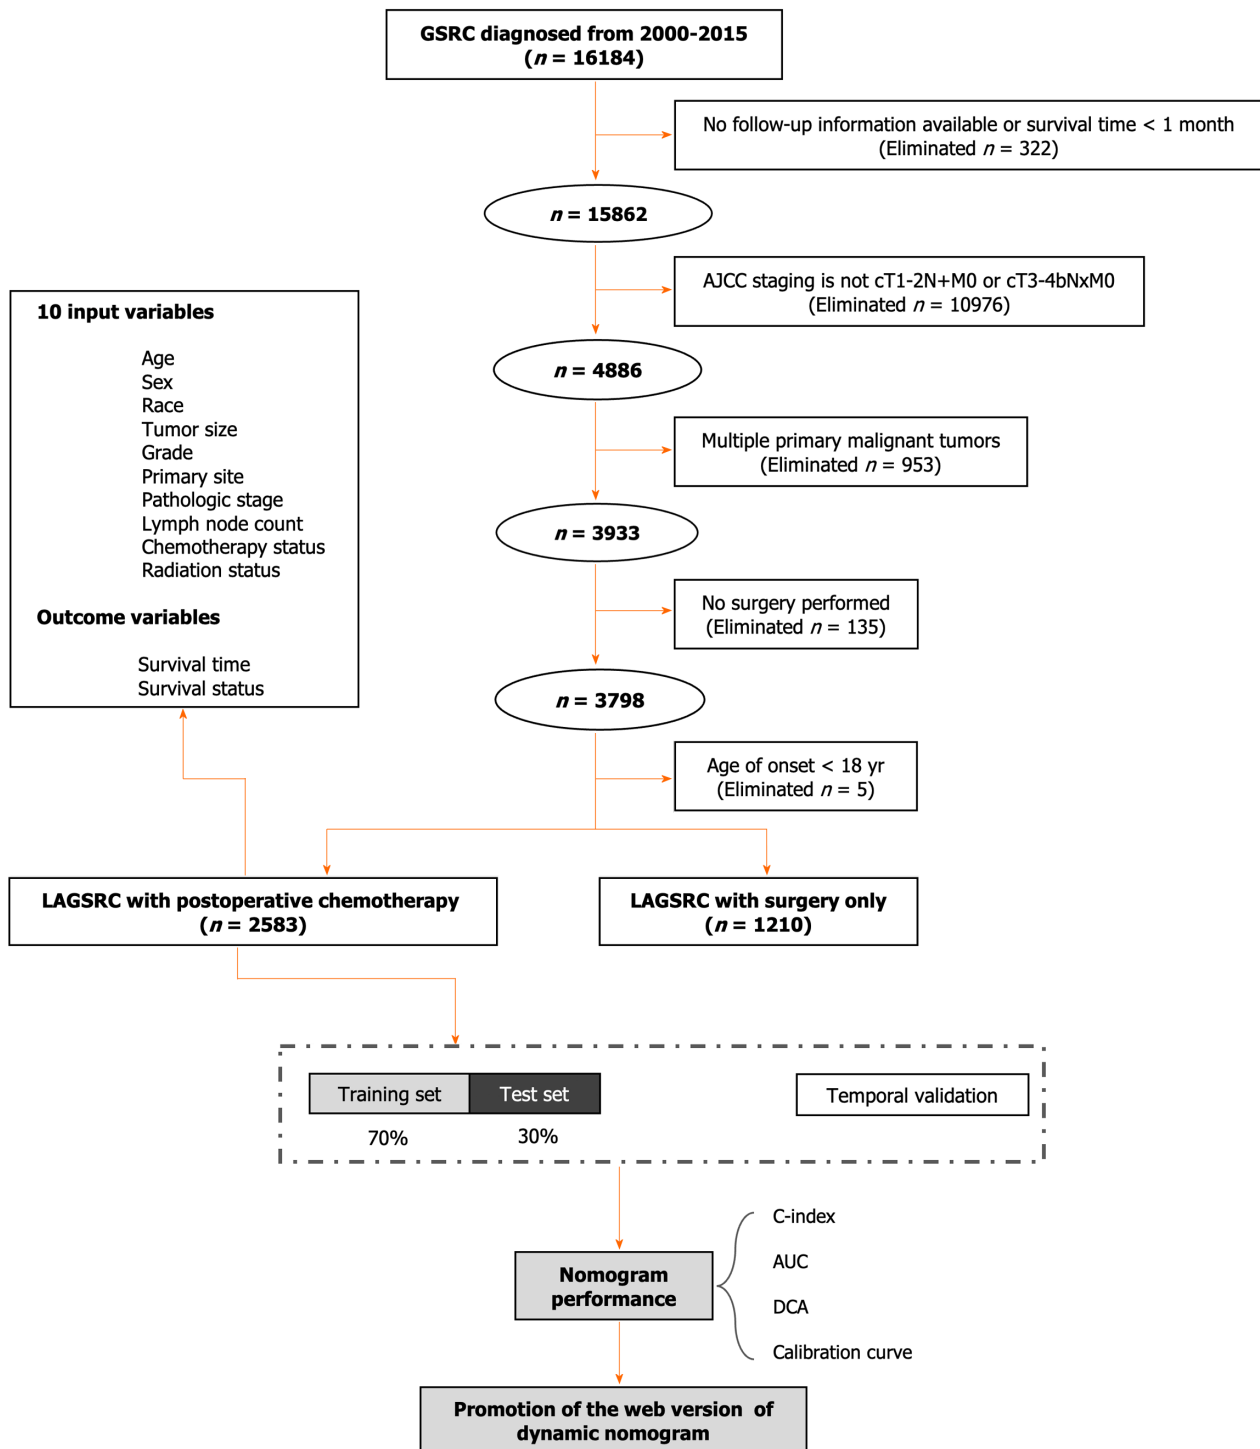 GSRC diagnosed from 2000-2015
(n = 16184)
No follow-up information available or survival time < 1 month
(Eliminated n = 322)
n = 15862
AJCC staging is not cT1-2N+M0 or cT3-4bNxM0
(Eliminated n = 10976)
n = 4886
Multiple primary malignant tumors
(Eliminated n = 953)
n = 3933
No surgery performed
(Eliminated n = 135)
n = 3798
Age of onset < 18 yr
(Eliminated n = 5)
10 input variables
Age
Sex
Race
Tumor size
Grade
Primary site
Pathologic stage
Lymph node count
Chemotherapy status
Radiation status
Outcome variables
Survival time
Survival status
LAGSRC with postoperative chemotherapy
(n = 2583)
LAGSRC with surgery only
(n = 1210)
Training set
Test set
70%
30%
Temporal validation
Nomogram
performance
C-index
AUC
DCA
Calibration curve
Promotion of the web version of
dynamic nomogram